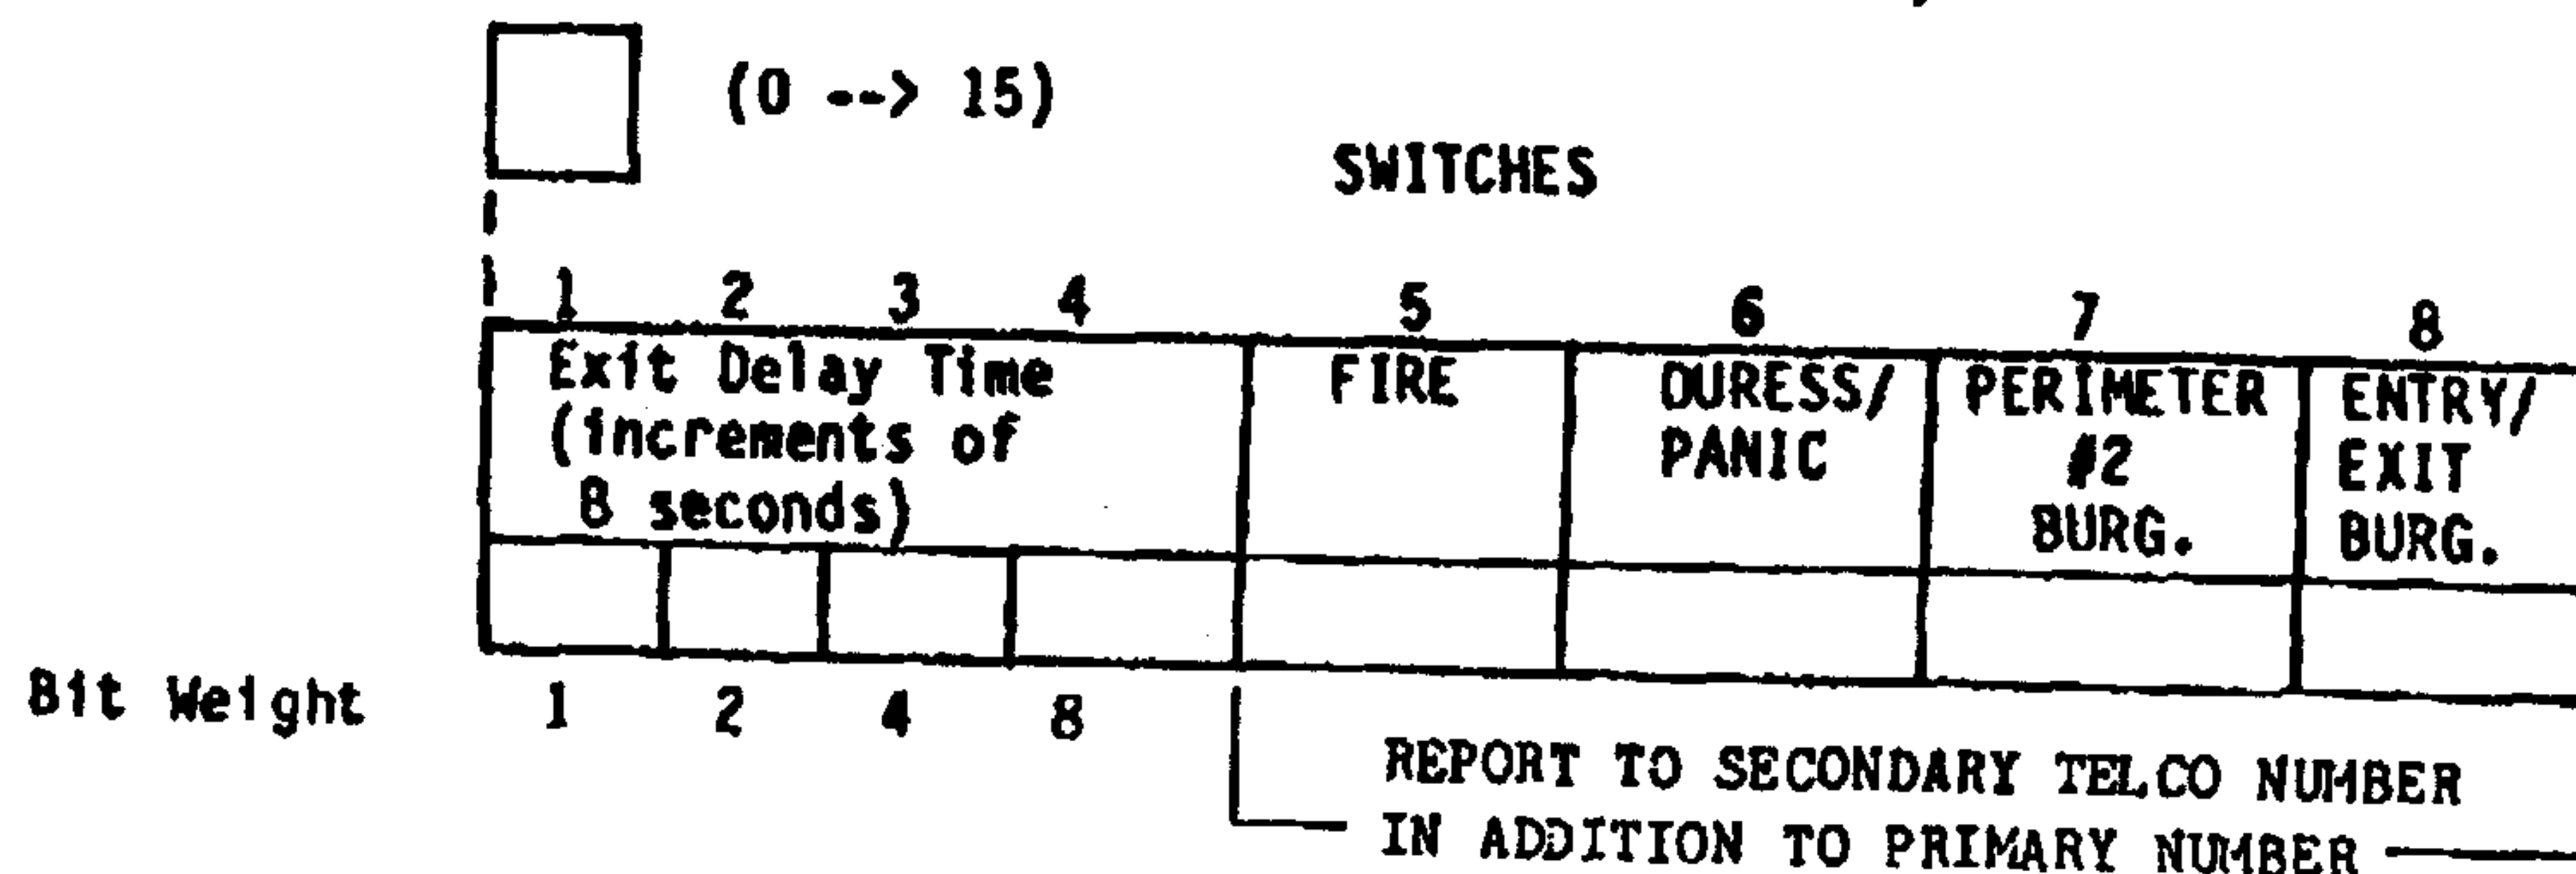 (0 --> 15)
SWITCHES
1 2 3 4 5 6 7 8
Exit Delay Time FIRE DURESS/ PERIMETER ENTRY/
(increments of PANIC #2 EXIT
8 seconds) BURG. BURG.
Bit Weight 1 2 4 8
REPORT TO SECONDARY TELCO NUMBER
IN ADDITION TO PRIMARY NUMBER